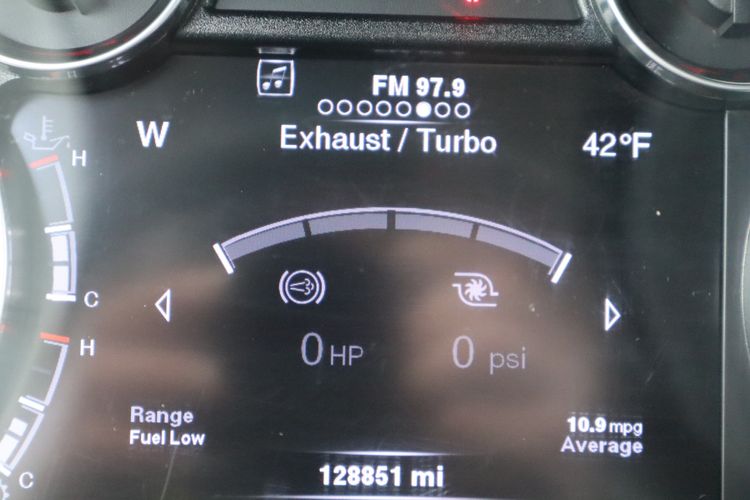 FM 97.9
W
Exhaust / Turbo
42°F
H
C
H
0 HP
0 psi
Range
Fuel Low
10.9 mpg
Average
C
128851 mi